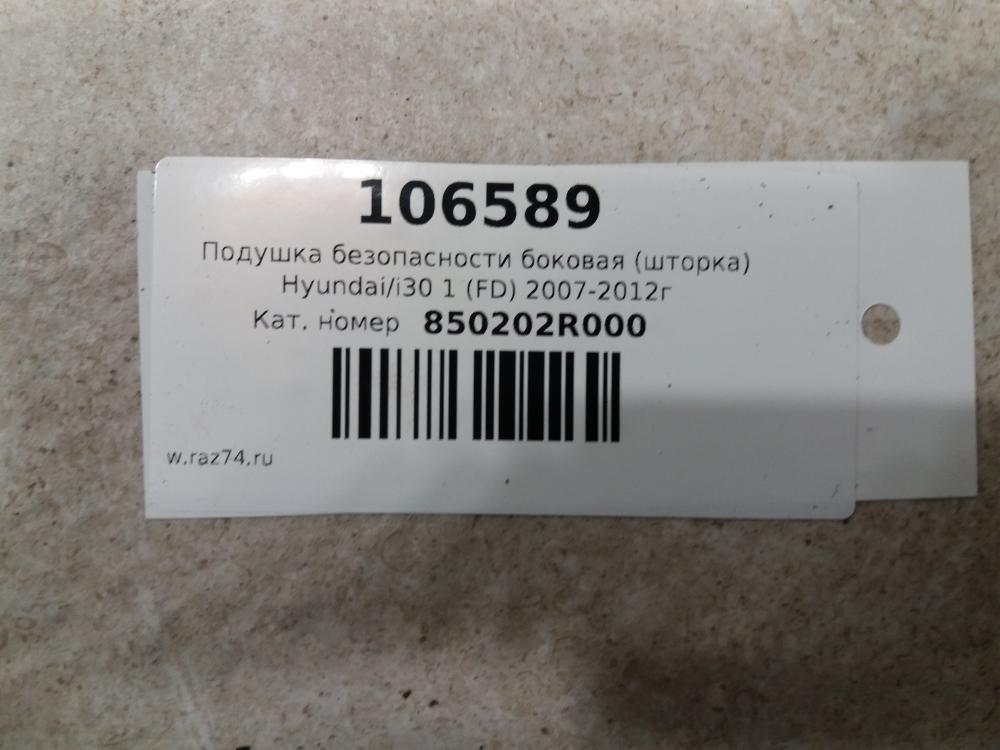 106589
Подушка безопасности боковая (шторка)
Hyundai/i30 1 (FD) 2007-2012г
Кат. номер 850202R000
w.raz74.ru